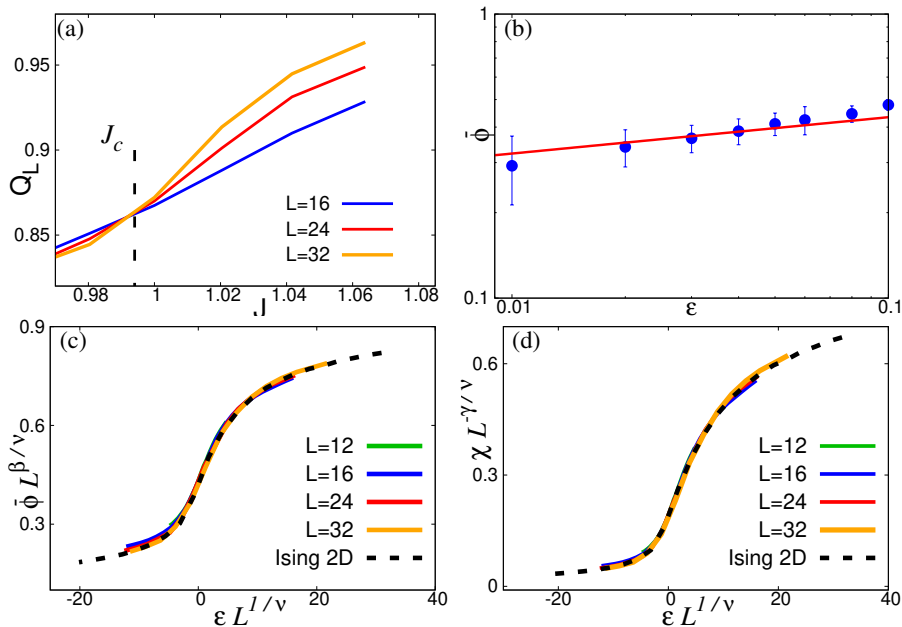 (a)
0.95
0.9
0.85
Q_L
J_c
L=16
L=24
L=32
0.98 1 1.02 1.04 1.06 1.08
J
(b)
1
0.1
ϕ̄
0.01 0.1
ε
(c)
0.9
0.6
0.3
ϕ̄ L^{β/ν}
L=12
L=16
L=24
L=32
Ising 2D
-20 0 20 40
ε L^{1/ν}
(d)
0.6
0.3
0
χ L^{-γ/ν}
L=12
L=16
L=24
L=32
Ising 2D
-20 0 20 40
ε L^{1/ν}